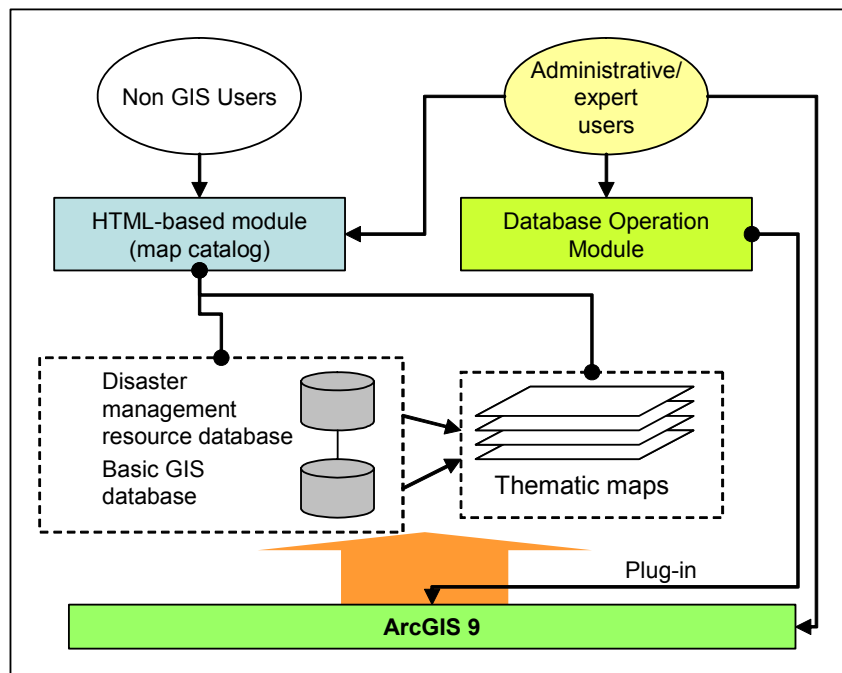 Non GIS Users
Administrative/
expert
users
HTML-based module
(map catalog)
Database Operation
Module
Disaster
management
resource database
Basic GIS
database
Thematic maps
Plug-in
ArcGIS 9